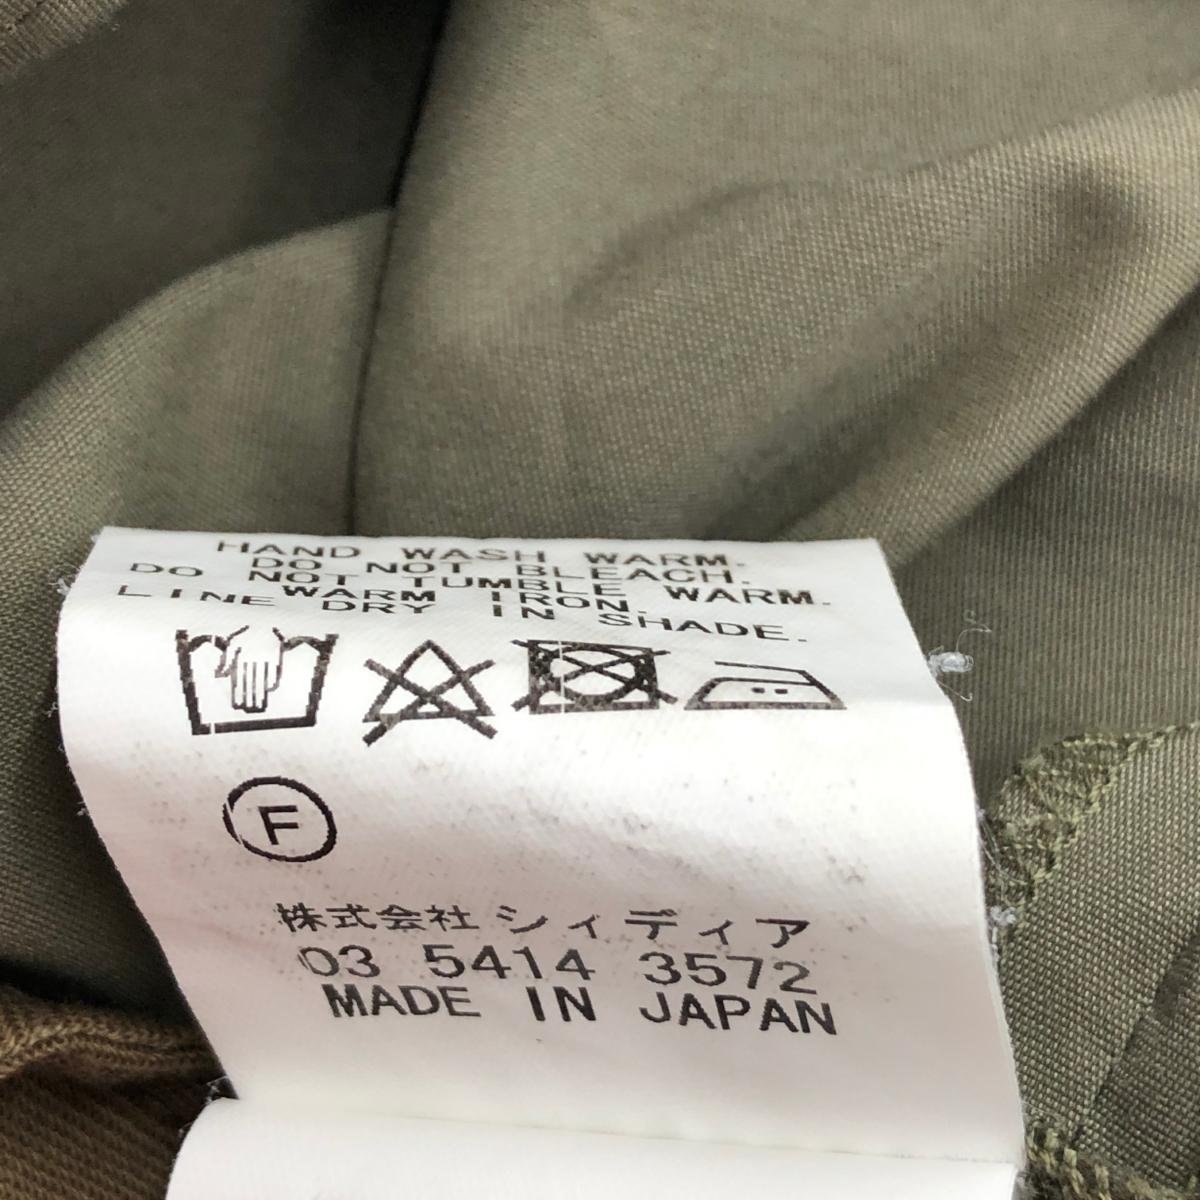 HAND WASH WARM.
DO NOT BLEACH.
DO NOT TUMBLE WARM.
WARM IRON.
LINE DRY IN SHADE.
F
株式会社シィディア
03 5414 3572
MADE IN JAPAN